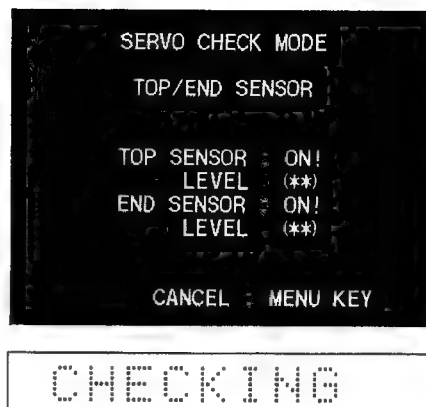 SERVO CHECK MODE
TOP/END SENSOR
TOP SENSOR : ON!
LEVEL : (**)
END SENSOR : ON!
LEVEL : (**)
CANCEL : MENU KEY
CHECKING